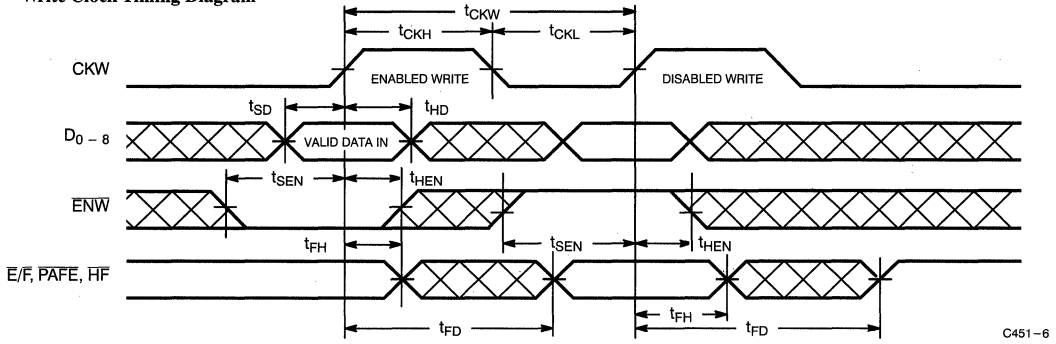 Write Clock Timing Diagram
tCKW
tCKH
tCKL
CKW
ENABLED WRITE
DISABLED WRITE
tSD
tHD
D0 – 8
VALID DATA IN
tSEN
tHEN
ENW
tFH
tSEN
tHEN
E/F, PAFE, HF
tFH
tFD
tFD
C451–6